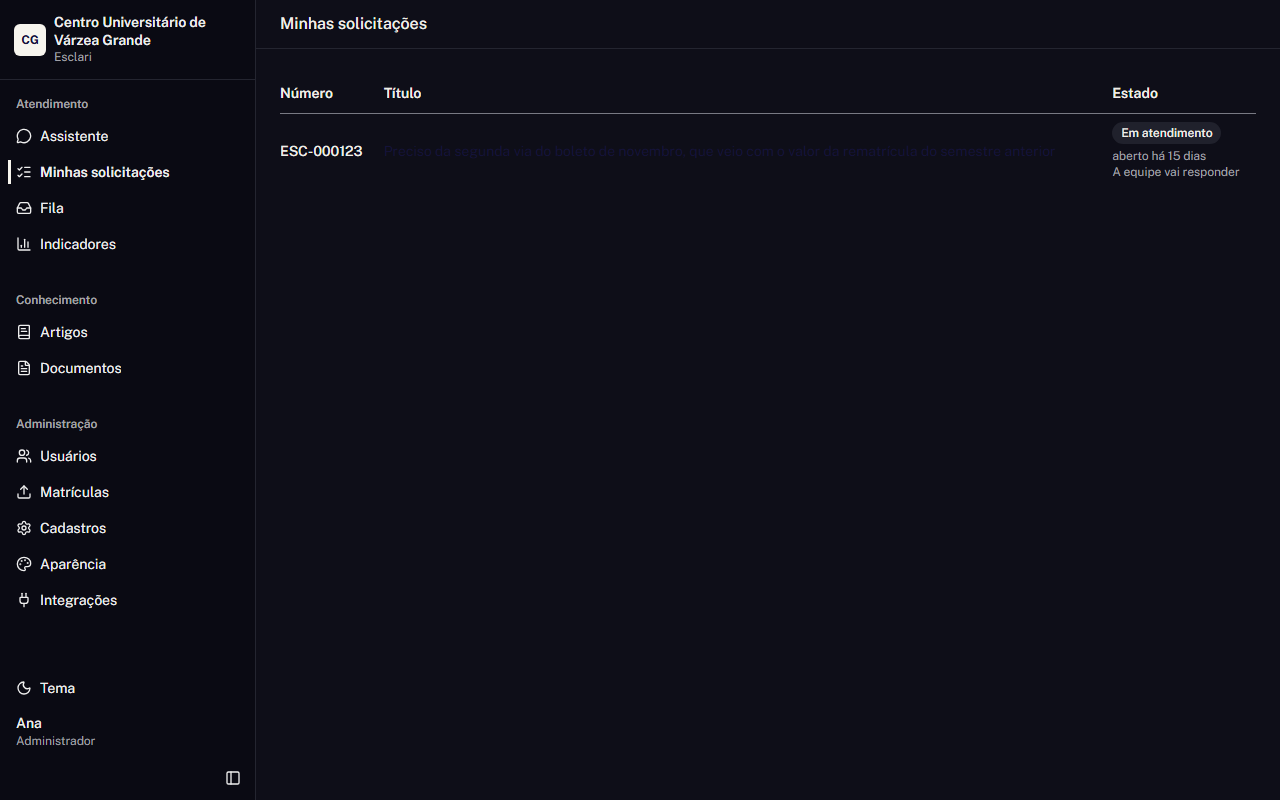 CG
Centro Universitário de
Várzea Grande
Esclari
Atendimento
Assistente
Minhas solicitações
Fila
Indicadores
Conhecimento
Artigos
Documentos
Administração
Usuários
Matrículas
Cadastros
Aparência
Integrações
Tema
Ana
Administrador
Minhas solicitações
Número Título Estado
ESC-000123 Preciso da segunda via do boleto de novembro, que veio com o valor da rematrícula do semestre anterior Em atendimento
aberto há 15 dias
A equipe vai responder